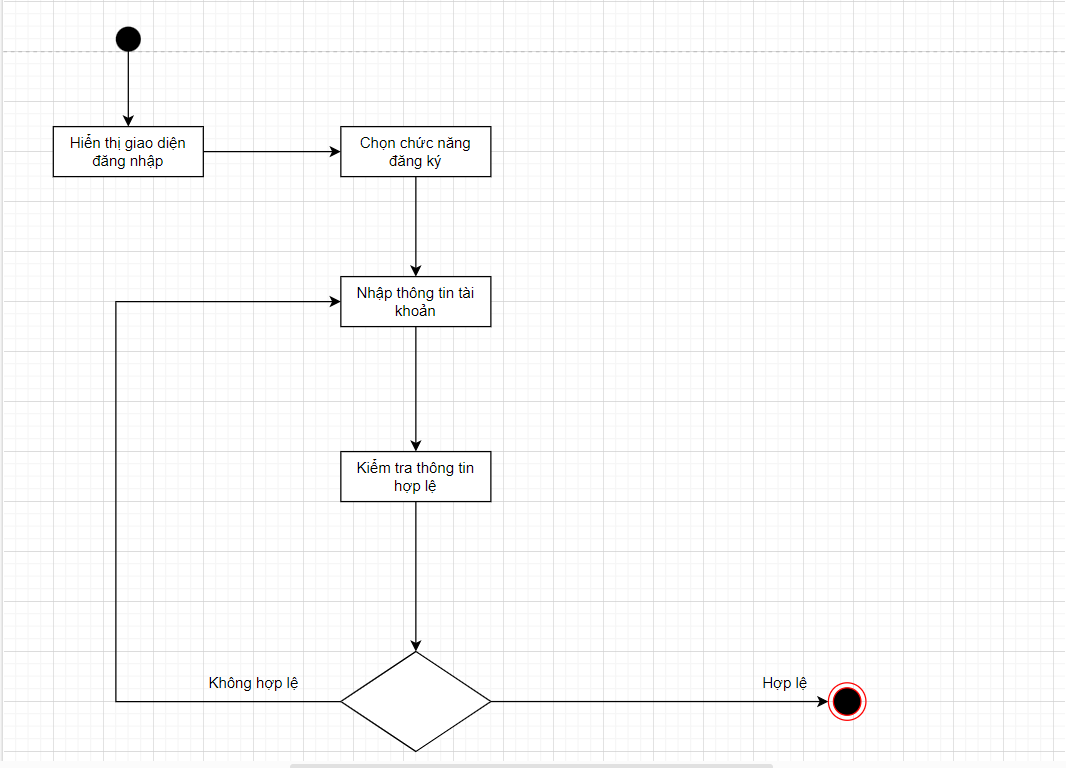 Hiển thị giao diện
đăng nhập
Chọn chức năng
đăng ký
Nhập thông tin tài
khoản
Kiểm tra thông tin
hợp lệ
Không hợp lệ
Hợp lệ